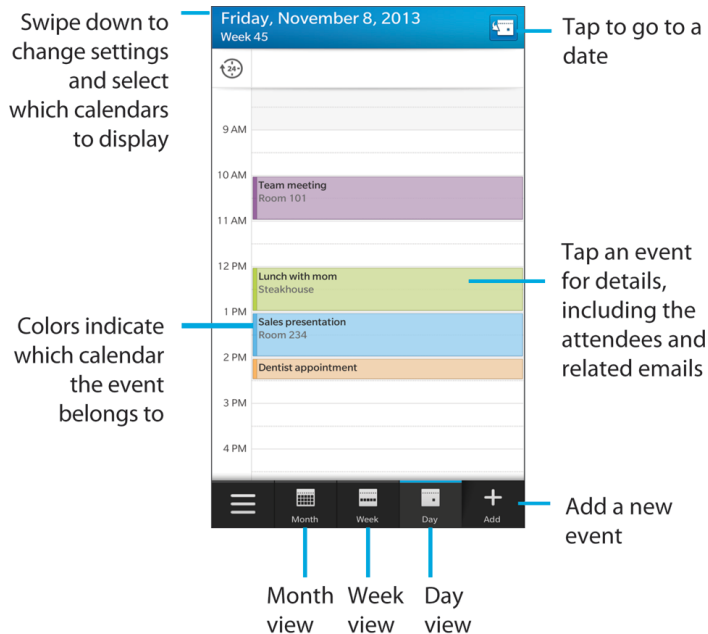 Swipe down to
change settings
and select
which calendars
to display
Friday, November 8, 2013
Week 45
Tap to go to a
date
24
9 AM
10 AM
Team meeting
Room 101
11 AM
12 PM
Lunch with mom
Steakhouse
Tap an event
for details,
including the
attendees and
related emails
1 PM
Sales presentation
Room 234
Colors indicate
which calendar
the event
belongs to
2 PM
Dentist appointment
3 PM
4 PM
Month
Week
Day
Add
Add a new
event
Month
view
Week
view
Day
view